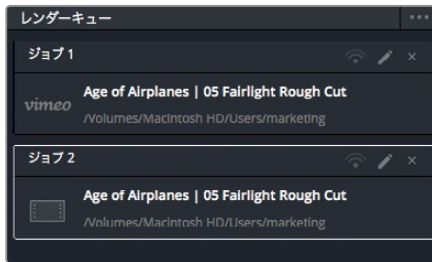 レンダーキュー
ジョブ 1
vimeo
Age of Airplanes | 05 Fairlight Rough Cut
/Volumes/Macintosh HD/Users/marketing
ジョブ 2
Age of Airplanes | 05 Fairlight Rough Cut
/Volumes/Macintosh HD/Users/marketing